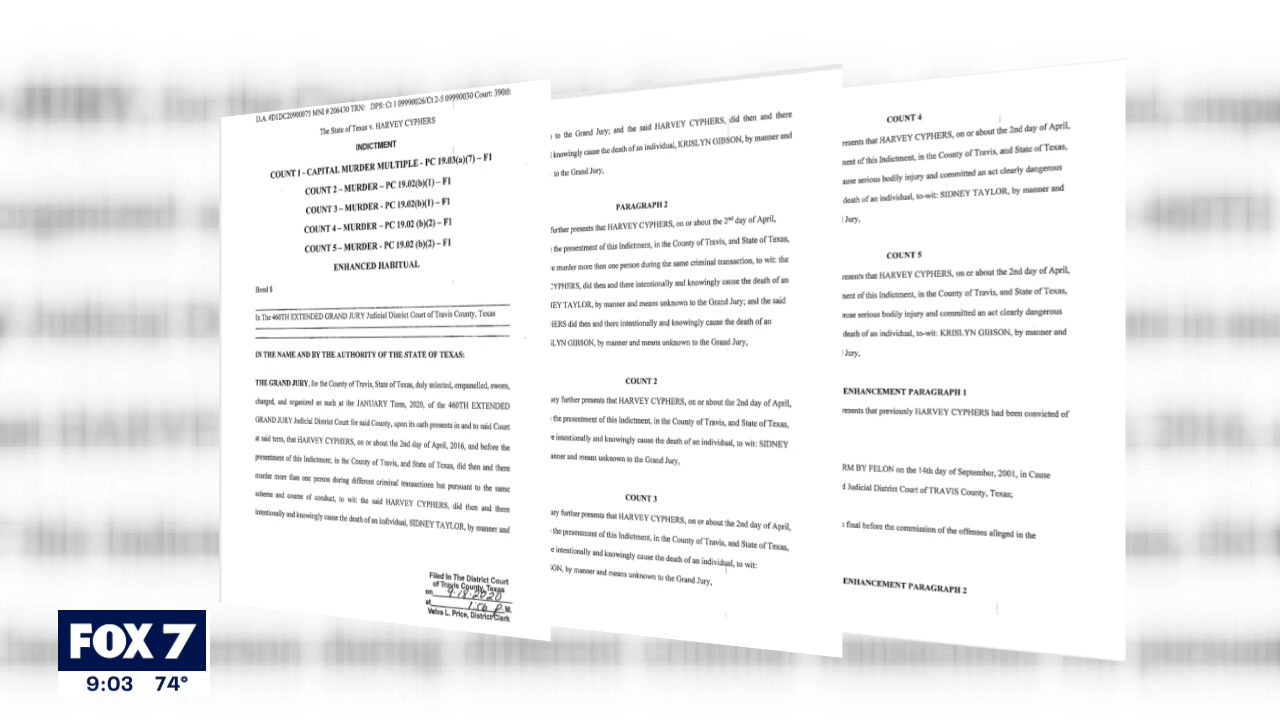 D.A. #D1DC20900075 MNI # 206430 TRN: DPS: Ct 1 09990026/Ct 2-5 09990030 Court: 390th
The State of Texas v. HARVEY CYPHERS
INDICTMENT
COUNT 1 - CAPITAL MURDER MULTIPLE - PC 19.03(a)(7) – F1
COUNT 2 – MURDER – PC 19.02(b)(1) – F1
COUNT 3 – MURDER - PC 19.02(b)(1) – F1
COUNT 4 – MURDER – PC 19.02 (b)(2) – F1
COUNT 5 – MURDER - PC 19.02 (b)(2) – F1
ENHANCED HABITUAL
Bond $
In The 460TH EXTENDED GRAND JURY Judicial District Court of Travis County, Texas
IN THE NAME AND BY THE AUTHORITY OF THE STATE OF TEXAS:
THE GRAND JURY, for the County of Travis, State of Texas, duly selected, empanelled, sworn,
charged, and organized as such at the JANUARY Term, 2020, of the 460TH EXTENDED
GRAND JURY Judicial District Court for said County, upon its oath presents in and to said Court
at said term, that HARVEY CYPHERS, on or about the 2nd day of April, 2016, and before the
presentment of this Indictment, in the County of Travis, and State of Texas, did then and there
murder more than one person during different criminal transactions but pursuant to the same
scheme and course of conduct, to wit: the said HARVEY CYPHERS, did then and there
intentionally and knowingly cause the death of an individual, SIDNEY TAYLOR, by manner and
Filed In The District Court
of Travis County, Texas
on 9-18-2020
at 1:56 P.M.
Velva L. Price, District Clerk
to the Grand Jury; and the said HARVEY CYPHERS, did then and there
knowingly cause the death of an individual, KRISLYN GIBSON, by manner and
to the Grand Jury,
PARAGRAPH 2
further presents that HARVEY CYPHERS, on or about the 2nd day of April,
the presentment of this Indictment, in the County of Travis, and State of Texas,
e murder more than one person during the same criminal transaction, to wit: the
CYPHERS, did then and there intentionally and knowingly cause the death of an
EY TAYLOR, by manner and means unknown to the Grand Jury; and the said
IERS did then and there intentionally and knowingly cause the death of an
LYN GIBSON, by manner and means unknown to the Grand Jury,
COUNT 2
ury further presents that HARVEY CYPHERS, on or about the 2nd day of April,
the presentment of this Indictment, in the County of Travis, and State of Texas,
e intentionally and knowingly cause the death of an individual, to wit: SIDNEY
anner and means unknown to the Grand Jury,
COUNT 3
ury further presents that HARVEY CYPHERS, on or about the 2nd day of April,
the presentment of this Indictment, in the County of Travis, and State of Texas,
e intentionally and knowingly cause the death of an individual, to wit:
ON, by manner and means unknown to the Grand Jury,
COUNT 4
resents that HARVEY CYPHERS, on or about the 2nd day of April,
nent of this Indictment, in the County of Travis, and State of Texas,
ause serious bodily injury and committed an act clearly dangerous
death of an individual, to-wit: SIDNEY TAYLOR, by manner and
Jury,
COUNT 5
resents that HARVEY CYPHERS, on or about the 2nd day of April,
nent of this Indictment, in the County of Travis, and State of Texas,
ause serious bodily injury and committed an act clearly dangerous
death of an individual, to-wit: KRISLYN GIBSON, by manner and
Jury,
ENHANCEMENT PARAGRAPH 1
resents that previously HARVEY CYPHERS had been convicted of
RM BY FELON on the 14th day of September, 2001, in Cause
d Judicial District Court of TRAVIS County, Texas;
final before the commission of the offenses alleged in the
ENHANCEMENT PARAGRAPH 2
FOX 7
9:03 74°